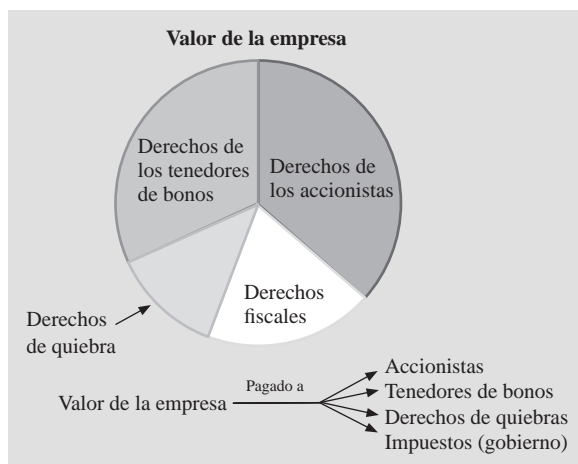 Valor de la empresa
Derechos de
los tenedores
de bonos
Derechos de
los accionistas
Derechos
fiscales
Derechos
de quiebra
Valor de la empresa
Pagado a
Accionistas
Tenedores de bonos
Derechos de quiebras
Impuestos (gobierno)